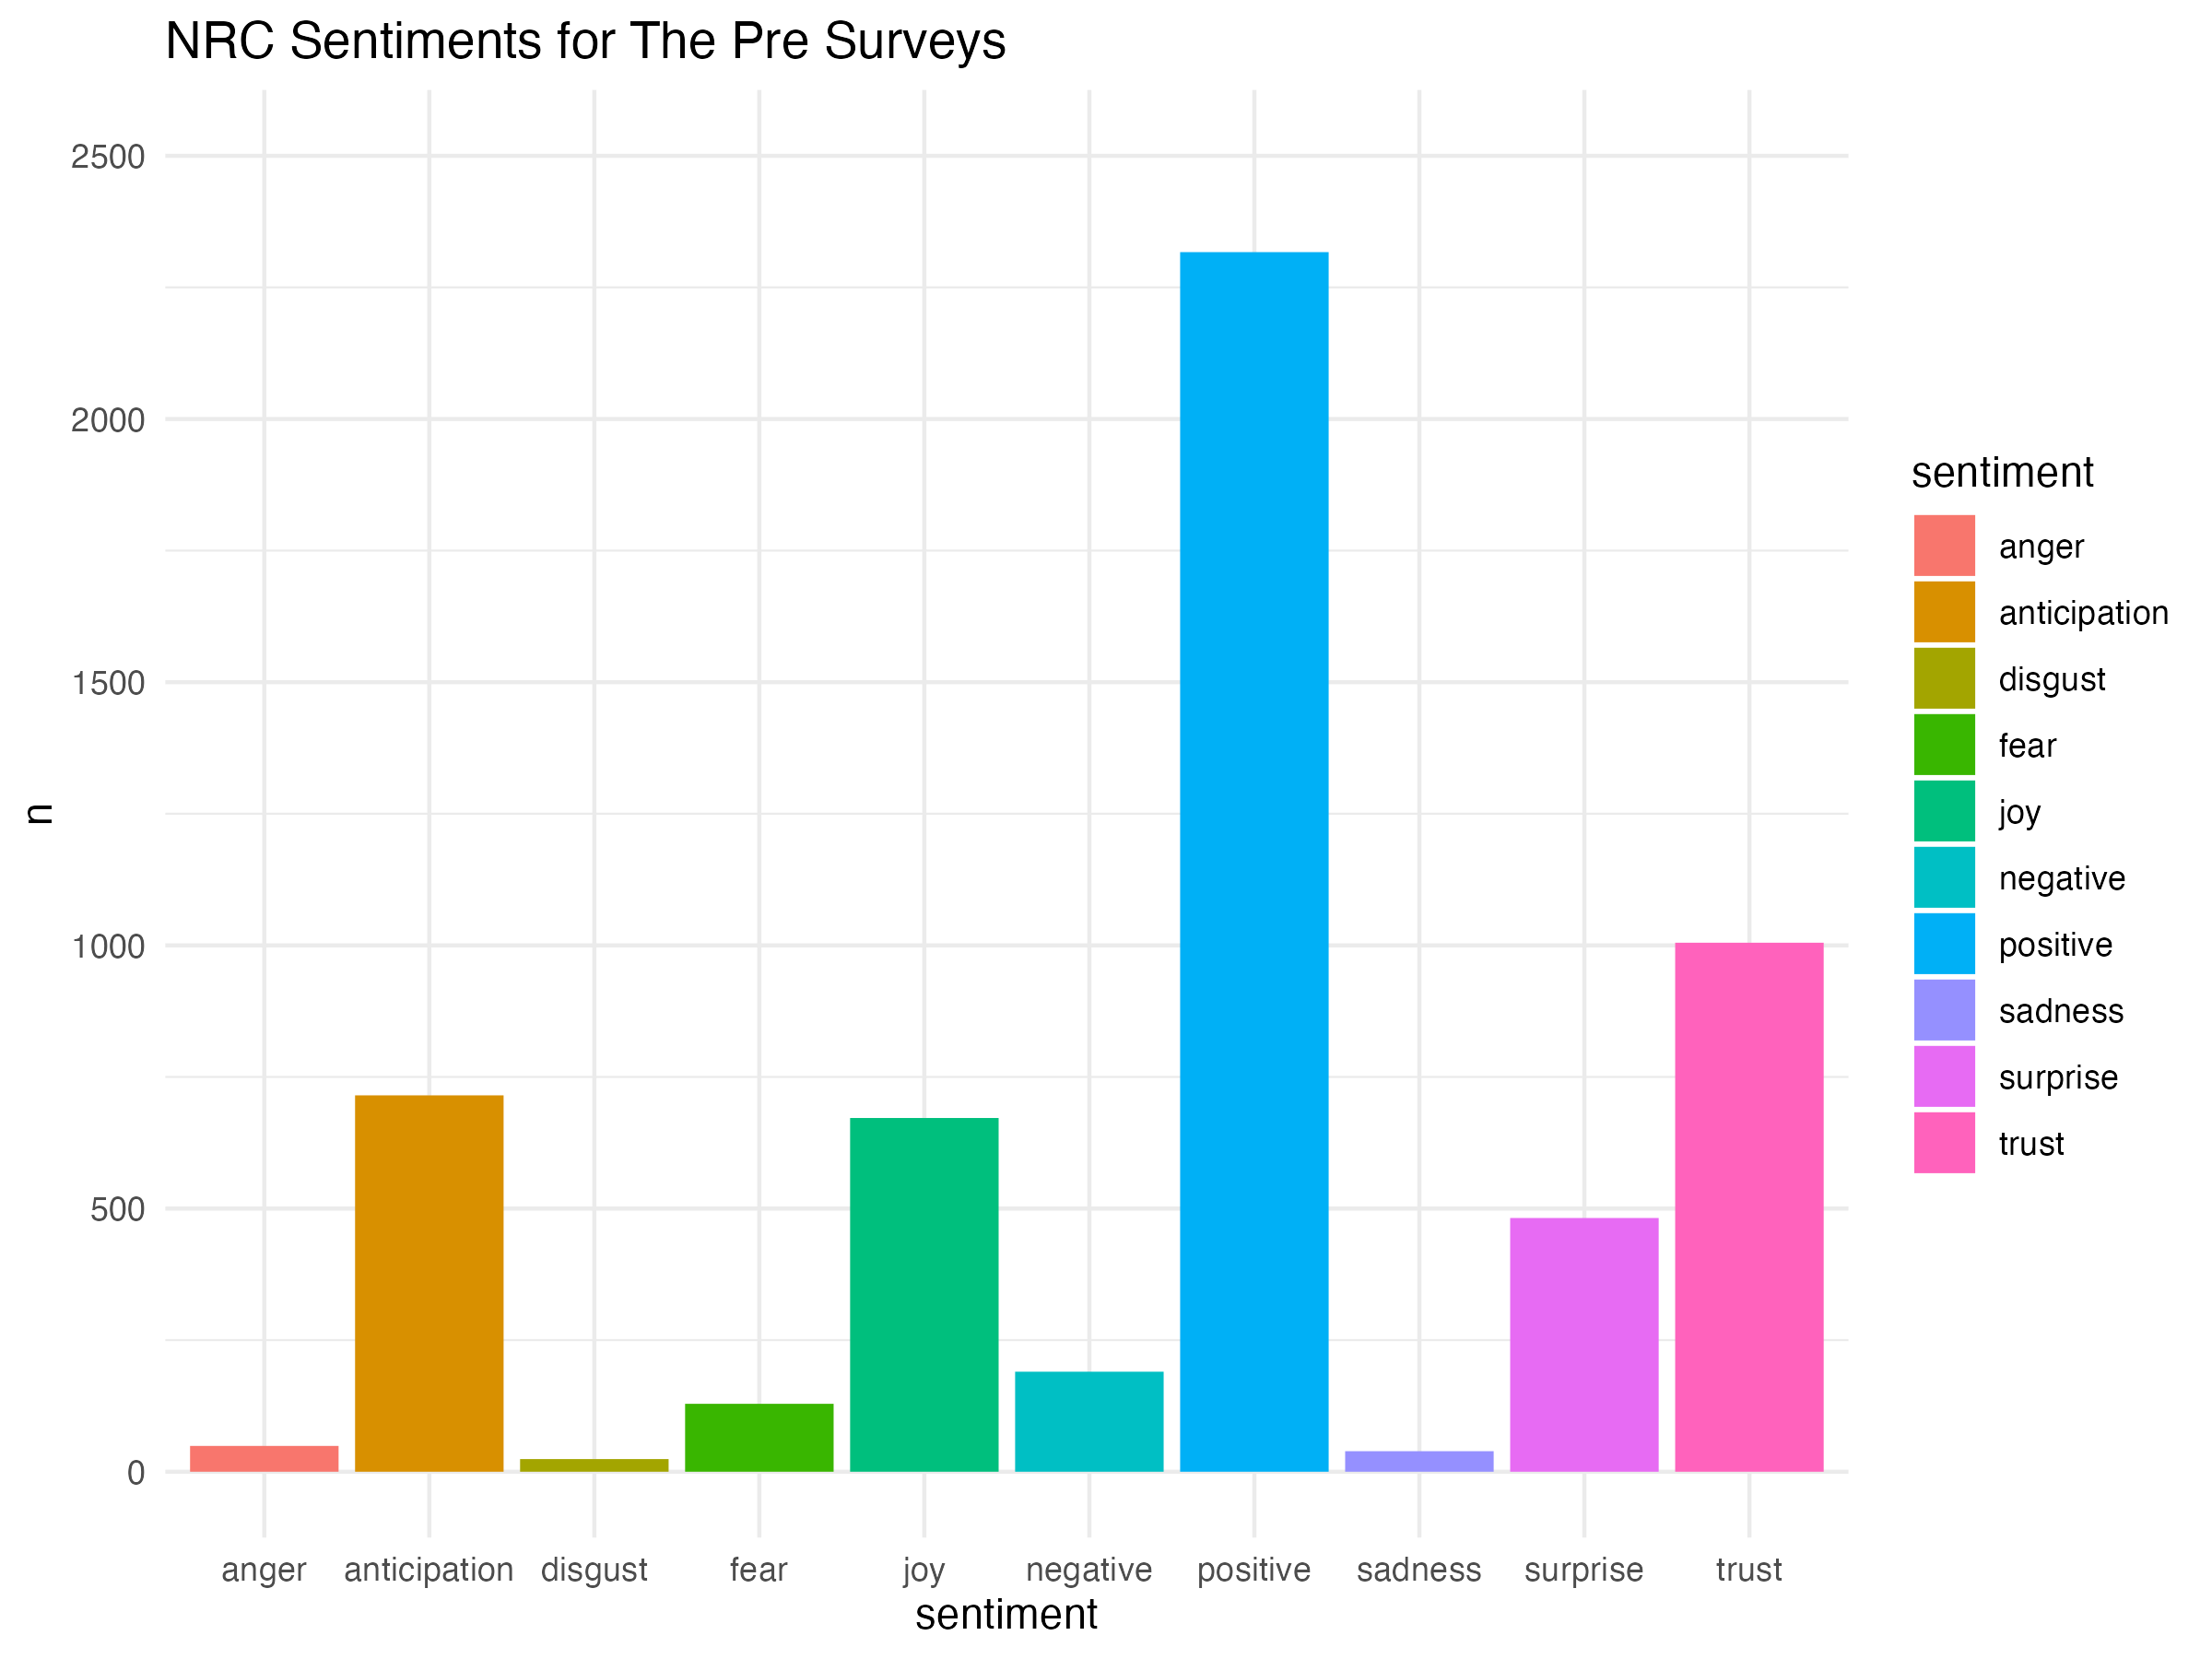 NRC Sentiments for The Pre Surveys
2500
2000
1500
1000
500
0
n
anger anticipation disgust fear joy negative positive sadness surprise trust
sentiment
sentiment
anger
anticipation
disgust
fear
joy
negative
positive
sadness
surprise
trust